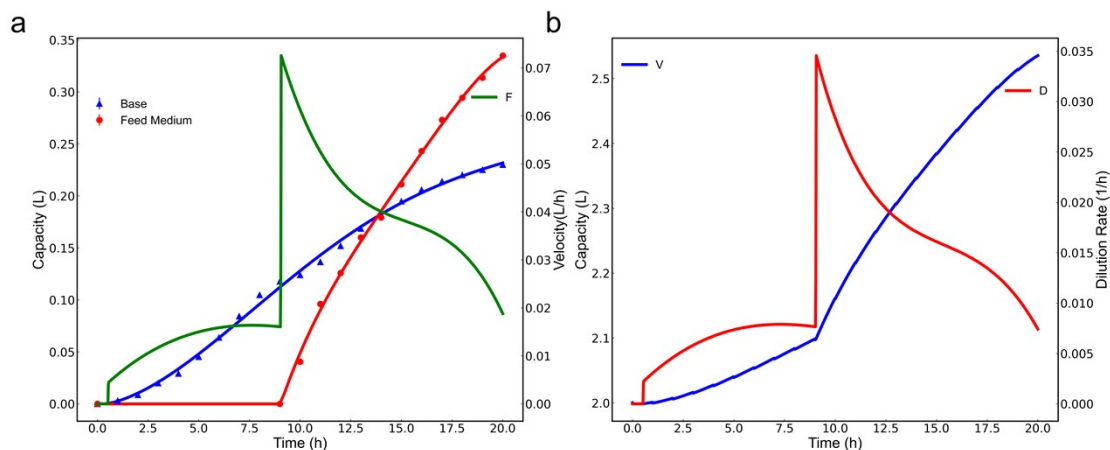 a
0.35
0.30
0.25
0.20
0.15
0.10
0.05
0.00
Capacity (L)
Base
Feed Medium
F
0.07
0.06
0.05
0.04
0.03
0.02
0.01
0.00
Velocity(L/h)
0.0 2.5 5.0 7.5 10.0 12.5 15.0 17.5 20.0
Time (h)
b
2.5
2.4
2.3
2.2
2.1
2.0
Capacity (L)
V
D
0.035
0.030
0.025
0.020
0.015
0.010
0.005
0.000
Dilution Rate (1/h)
0.0 2.5 5.0 7.5 10.0 12.5 15.0 17.5 20.0
Time (h)